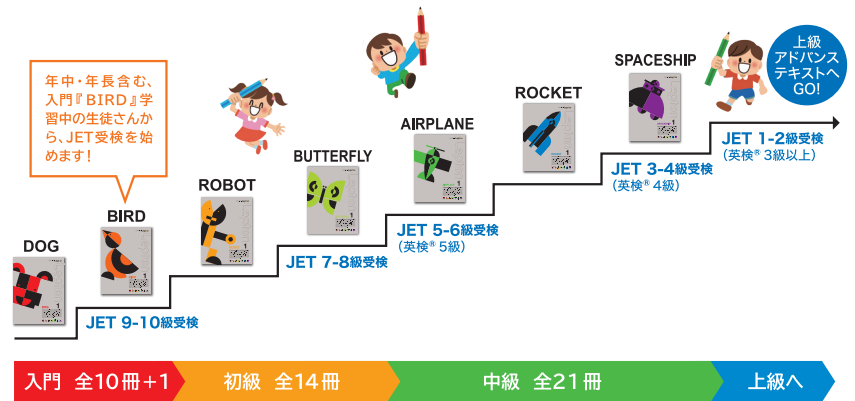 年中・年長含む、
入門『BIRD』学
習中の生徒さんか
ら、JET受検を始
めます！
DOG
BIRD
ROBOT
BUTTERFLY
AIRPLANE
ROCKET
SPACESHIP
上級
アドバンス
テキストへ
GO!
JET 9-10級受検
JET 7-8級受検
JET 5-6級受検
（英検® 5級）
JET 3-4級受検
（英検® 4級）
JET 1-2級受検
（英検® 3級以上）
入門 全10冊+1
初級 全14冊
中級 全21冊
上級へ